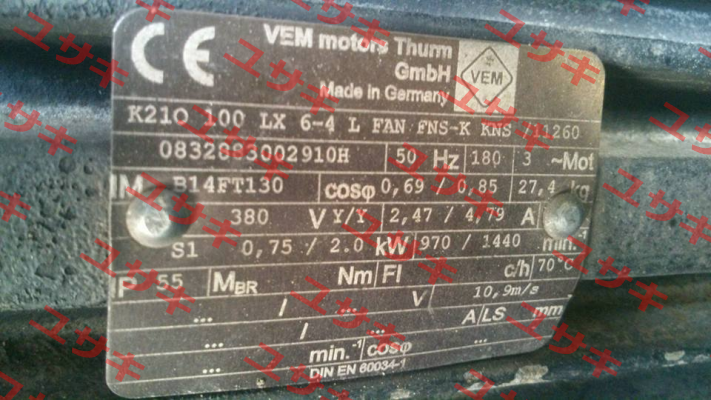 CE VEM motors Thurm
GmbH
Made in Germany
VEM
K21O 100 LX 6-4 L FAN FNS-K KNS /11260
0832893002910H 50 Hz 180 3 ~Mot
IM B14FT130 cosφ 0,69 / 0,85 27,4 kg
380 V Y/Y 2,47 / 4,79 A
S1 0,75 / 2.0 kW 970 / 1440 min.⁻¹
IP 55 MBR Nm FI c/h 70°C
... / ... V 10,9m/s
... / ... A LS mm
... min.⁻¹ cosφ ...
DIN EN 60034-1
ユサキ